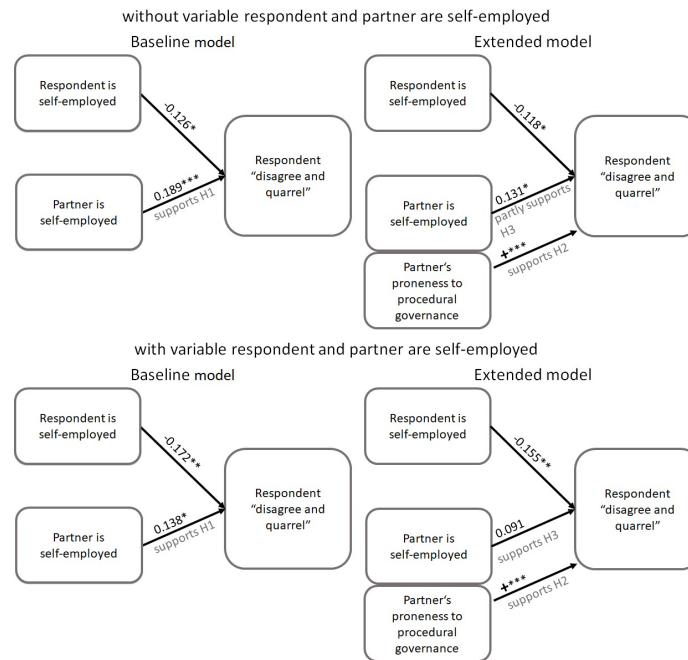 without variable respondent and partner are self-employed
Baseline model
Respondent is
self-employed
-0.126*
Respondent
“disagree and
quarrel”
Partner is
self-employed
0.189***
supports H1
Extended model
Respondent is
self-employed
-0.118*
Respondent
“disagree and
quarrel”
Partner is
self-employed
0.131*
partly supports
H3
Partner‘s
proneness to
procedural
governance
+***
supports H2
with variable respondent and partner are self-employed
Baseline model
Respondent is
self-employed
-0.172**
Respondent
“disagree and
quarrel”
Partner is
self-employed
0.138*
supports H1
Extended model
Respondent is
self-employed
-0.155**
Respondent
“disagree and
quarrel”
Partner is
self-employed
0.091
supports H3
Partner‘s
proneness to
procedural
governance
+***
supports H2